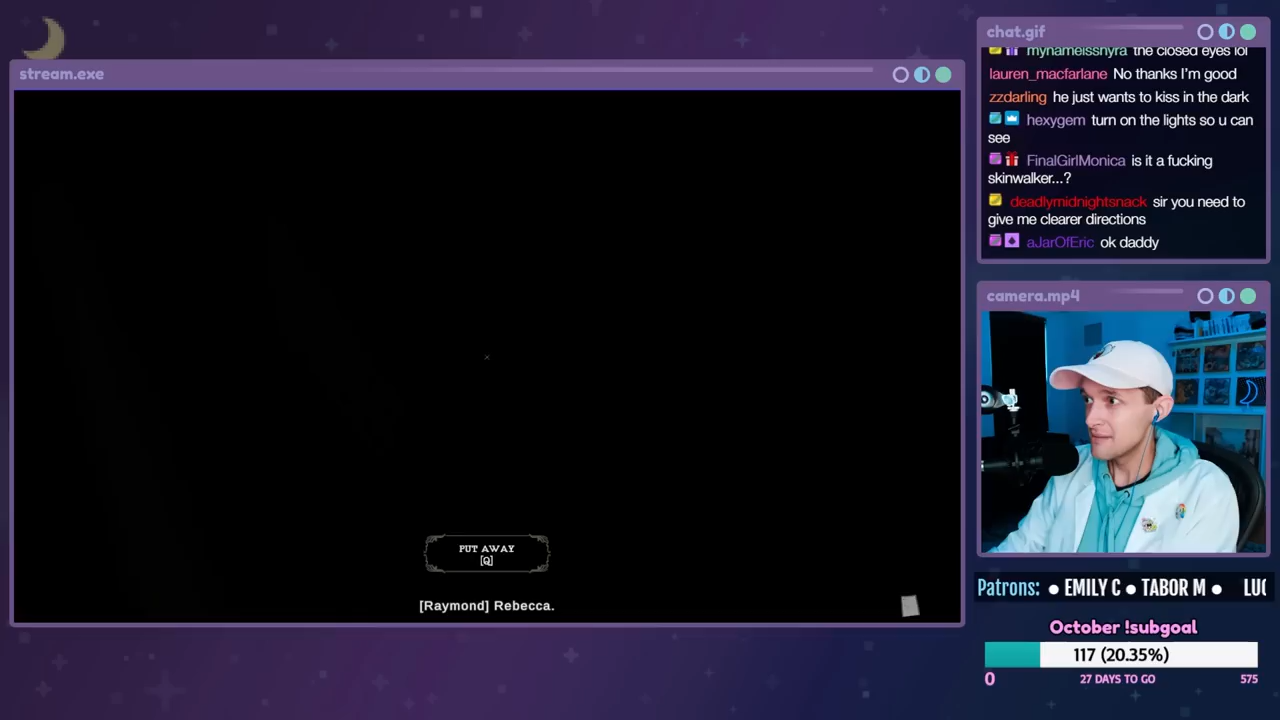 stream.exe
PUT AWAY
[Q]
[Raymond] Rebecca.
chat.gif
mynameisshyra the closed eyes lol
lauren_macfarlane No thanks I'm good
zzdarling he just wants to kiss in the dark
hexygem turn on the lights so u can
see
FinalGirlMonica is it a fucking
skinwalker...?
deadlymidnightsnack sir you need to
give me clearer directions
aJarOfEric ok daddy
camera.mp4
Patrons: ● EMILY C ● TABOR M ● LUC
October !subgoal
117 (20.35%)
0 27 DAYS TO GO 575